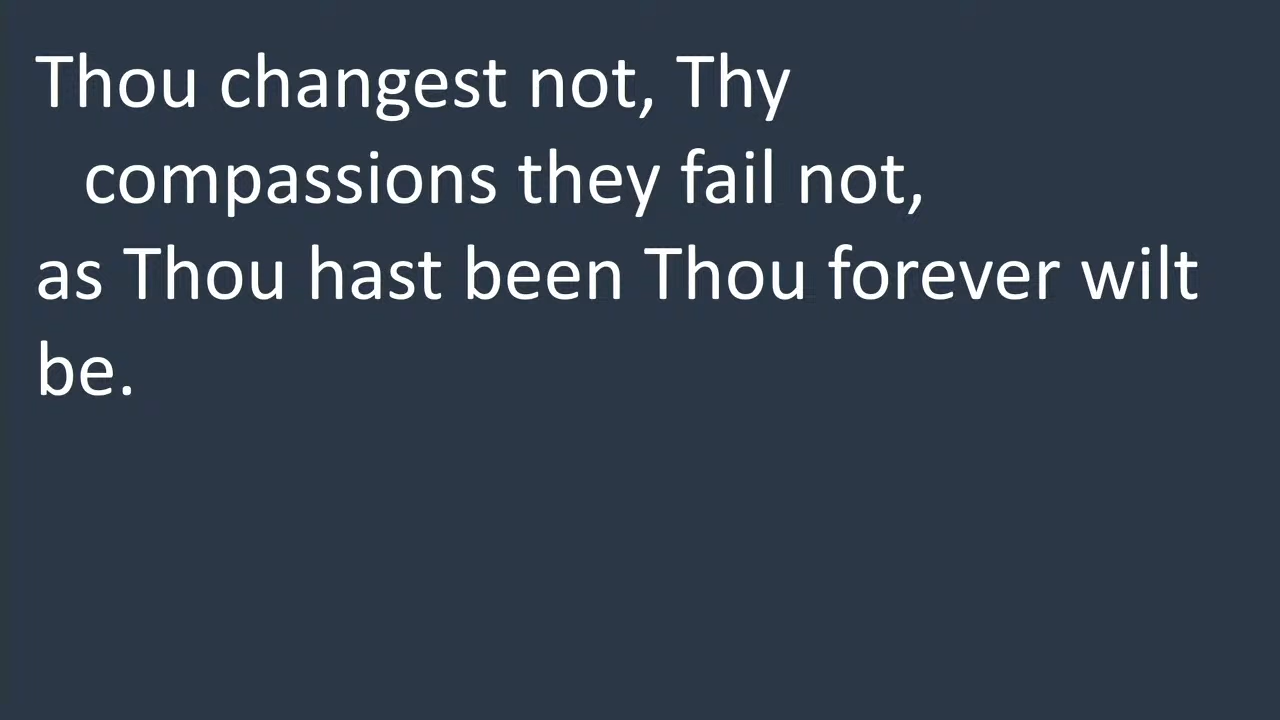 Thou changest not, Thy
compassions they fail not,
as Thou hast been Thou forever wilt
be.